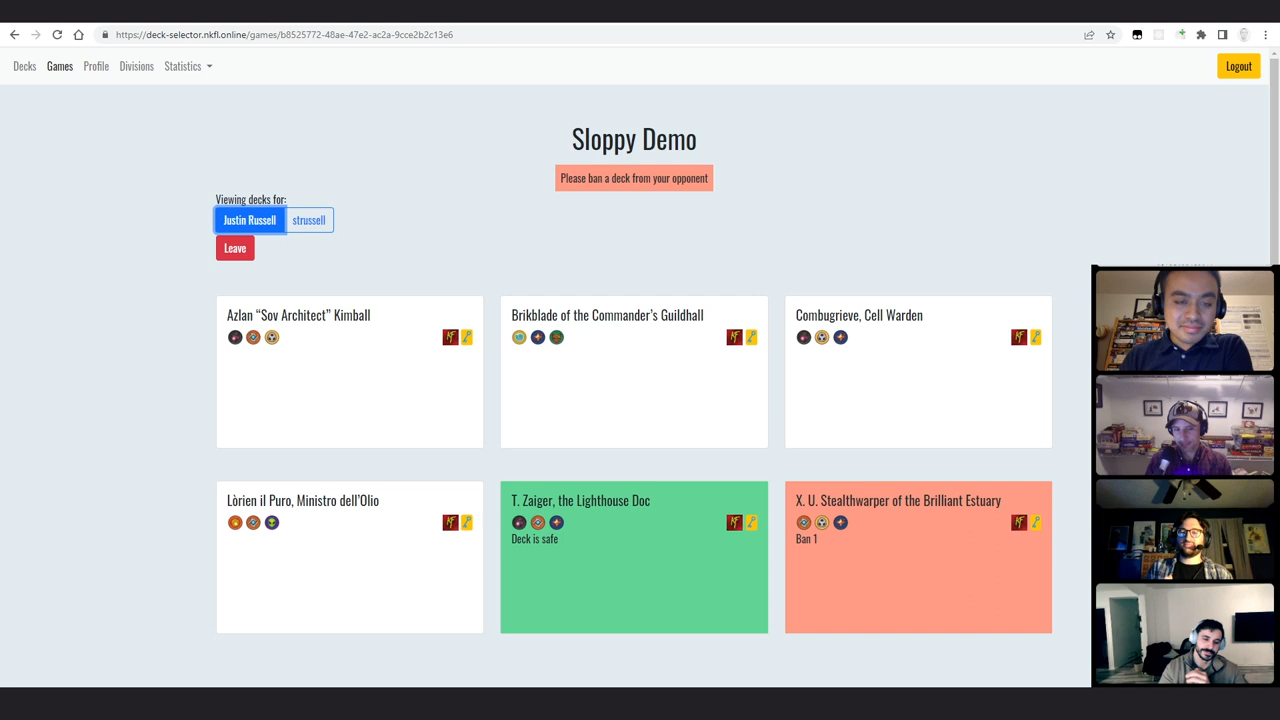 https://deck-selector.nkfl.online/games/b8525772-48ae-47e2-ac2a-9cce2b2c13e6
Decks Games Profile Divisions Statistics Logout
Sloppy Demo
Please ban a deck from your opponent
Viewing decks for:
Justin Russell strussell
Leave
Azlan “Sov Architect” Kimball
Brikblade of the Commander’s Guildhall
Combugrieve, Cell Warden
Lòrien il Puro, Ministro dell’Olio
T. Zaiger, the Lighthouse Doc
Deck is safe
X. U. Stealthwarper of the Brilliant Estuary
Ban 1